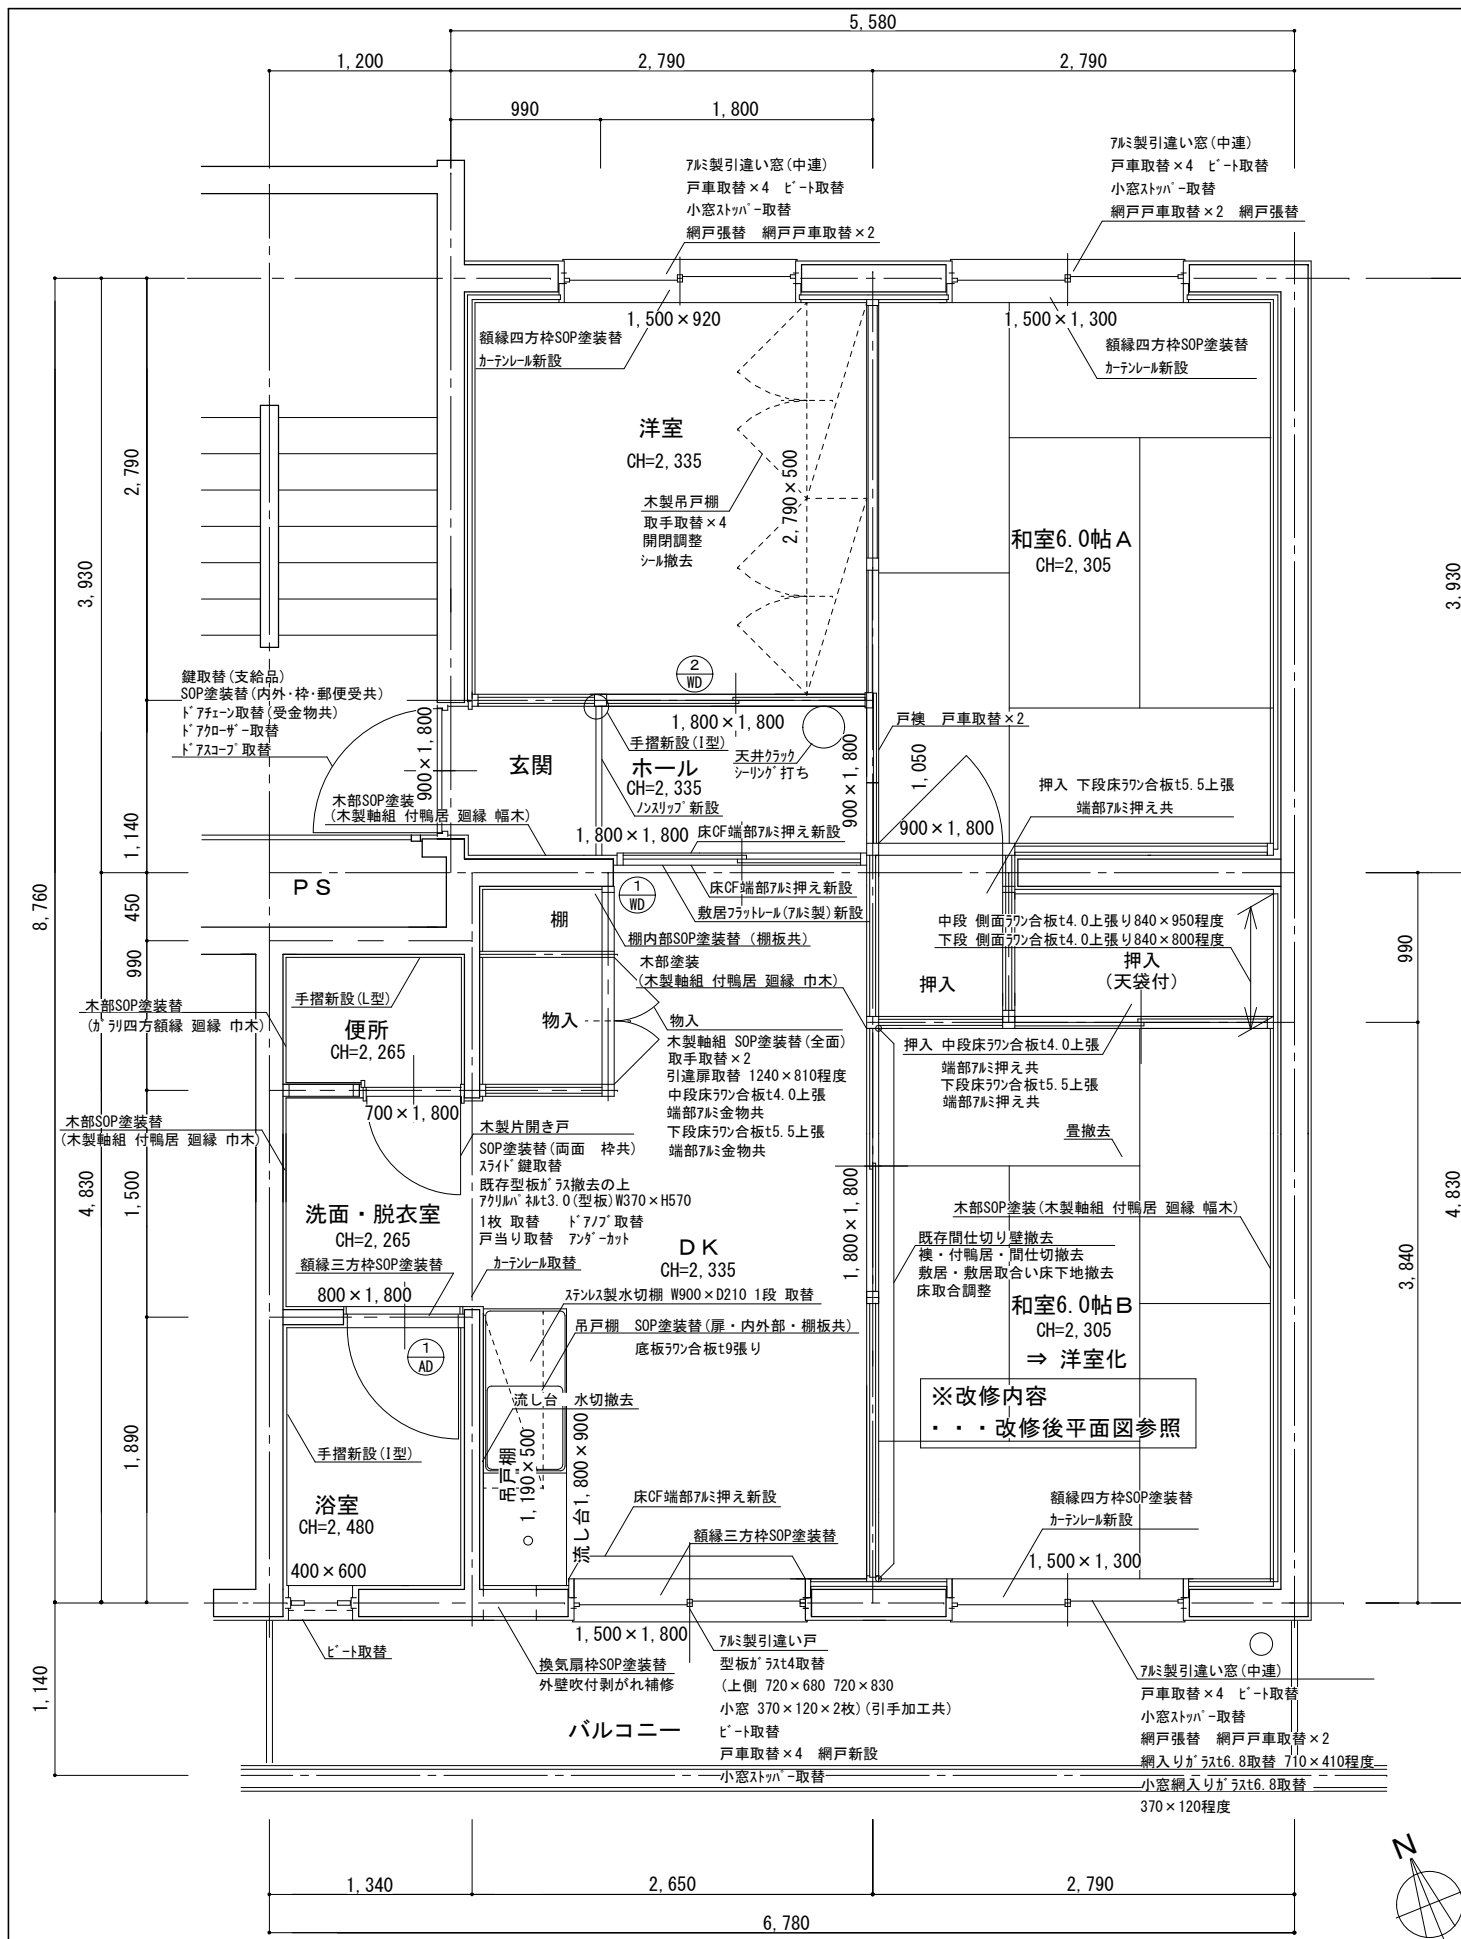 5,580
1,200
2,790
2,790
990
1,800
ｱﾙﾐ製引違い窓(中連)
戸車取替×4 ﾋﾞｰﾄ取替
小窓ｽﾄｯﾊﾟｰ取替
網戸張替 網戸戸車取替×2
ｱﾙﾐ製引違い窓(中連)
戸車取替×4 ﾋﾞｰﾄ取替
小窓ｽﾄｯﾊﾟｰ取替
網戸戸車取替×2 網戸張替
1,500×920
額縁四方枠SOP塗装替
ｶｰﾃﾝﾚｰﾙ新設
1,500×1,300
額縁四方枠SOP塗装替
ｶｰﾃﾝﾚｰﾙ新設
洋室
CH=2,335
木製吊戸棚
取手取替×4
開閉調整
ｼｰﾙ撤去
2,790×500
和室6.0帖A
CH=2,305
2,790
3,930
3,930
鍵取替(支給品)
SOP塗装替(内外・枠・郵便受共)
ﾄﾞｱﾁｪｰﾝ取替(受金物共)
ﾄﾞｱｸﾛｰｻﾞｰ取替
ﾄﾞｱｽｺｰﾌﾟ取替
900×1,800
2
WD
1,800×1,800
手摺新設(I型)
天井ｸﾗｯｸ
ｼｰﾘﾝｸﾞ打ち
玄関
ホール
CH=2,335
ﾉﾝｽﾘｯﾌﾟ新設
900×1,800
戸襖 戸車取替×2
1,050
900×1,800
押入 下段床ﾗﾜﾝ合板t5.5上張
端部ｱﾙﾐ押え共
木部SOP塗装
(木製軸組 付鴨居 廻縁 幅木)
1,800×1,800
床CF端部ｱﾙﾐ押え新設
1,140
PS
450
8,760
990
棚
1
WD
床CF端部ｱﾙﾐ押え新設
敷居ﾌﾗｯﾄﾚｰﾙ(ｱﾙﾐ製)新設
棚内部SOP塗装替(棚板共)
木部塗装
(木製軸組 付鴨居 廻縁 巾木)
中段 側面ﾗﾜﾝ合板t4.0上張り840×950程度
下段 側面ﾗﾜﾝ合板t4.0上張り840×800程度
押入
(天袋付)
押入
990
手摺新設(L型)
木部SOP塗装替
(ｶﾞﾗﾘ四方額縁 廻縁 巾木)
便所
CH=2,265
物入
物入
木製軸組 SOP塗装替(全面)
取手取替×2
引違扉取替 1240×810程度
中段床ﾗﾜﾝ合板t4.0上張
端部ｱﾙﾐ金物共
下段床ﾗﾜﾝ合板t5.5上張
端部ｱﾙﾐ金物共
押入 中段床ﾗﾜﾝ合板t4.0上張
端部ｱﾙﾐ押え共
下段床ﾗﾜﾝ合板t5.5上張
端部ｱﾙﾐ押え共
畳撤去
木部SOP塗装替
(木製軸組 付鴨居 廻縁 巾木)
700×1,800
木製片開き戸
SOP塗装替(両面 枠共)
ｽﾗｲﾄﾞ鍵取替
既存型板ｶﾞﾗｽ撤去の上
ｱｸﾘﾙﾊﾟﾈﾙt3.0(型板)W370×H570
1枚 取替 ﾄﾞｱﾉﾌﾞ取替
戸当り取替 ｱﾝﾀﾞｰｶｯﾄ
4,830
1,500
洗面・脱衣室
CH=2,265
額縁三方枠SOP塗装替
800×1,800
ｶｰﾃﾝﾚｰﾙ取替
DK
CH=2,335
1,800×1,800
木部SOP塗装(木製軸組 付鴨居 廻縁 幅木)
既存間仕切り壁撤去
襖・付鴨居・間仕切撤去
敷居・敷居取合い床下地撤去
床取合調整
和室6.0帖B
CH=2,305
⇒ 洋室化
※改修内容
・・・改修後平面図参照
4,830
3,840
ｽﾃﾝﾚｽ製水切棚 W900×D210 1段 取替
吊戸棚 SOP塗装替(扉・内外部・棚板共)
底板ﾗﾜﾝ合板t9張り
1
AD
流し台 水切撤去
吊戸棚
1,190×500
流し台1,800×900
1,890
手摺新設(I型)
浴室
CH=2,480
400×600
床CF端部ｱﾙﾐ押え新設
額縁三方枠SOP塗装替
額縁四方枠SOP塗装替
ｶｰﾃﾝﾚｰﾙ新設
1,500×1,300
ﾋﾞｰﾄ取替
換気扇枠SOP塗装替
外壁吹付剥がれ補修
1,500×1,800
ｱﾙﾐ製引違い戸
型板ｶﾞﾗｽt4取替
(上側 720×680 720×830
小窓 370×120×2枚)(引手加工共)
ﾋﾞｰﾄ取替
戸車取替×4 網戸新設
小窓ｽﾄｯﾊﾟｰ取替
ｱﾙﾐ製引違い窓(中連)
戸車取替×4 ﾋﾞｰﾄ取替
小窓ｽﾄｯﾊﾟｰ取替
網戸張替 網戸戸車取替×2
網入りｶﾞﾗｽt6.8取替 710×410程度
小窓網入りｶﾞﾗｽt6.8取替
370×120程度
バルコニー
1,140
1,340
2,650
2,790
6,780
N